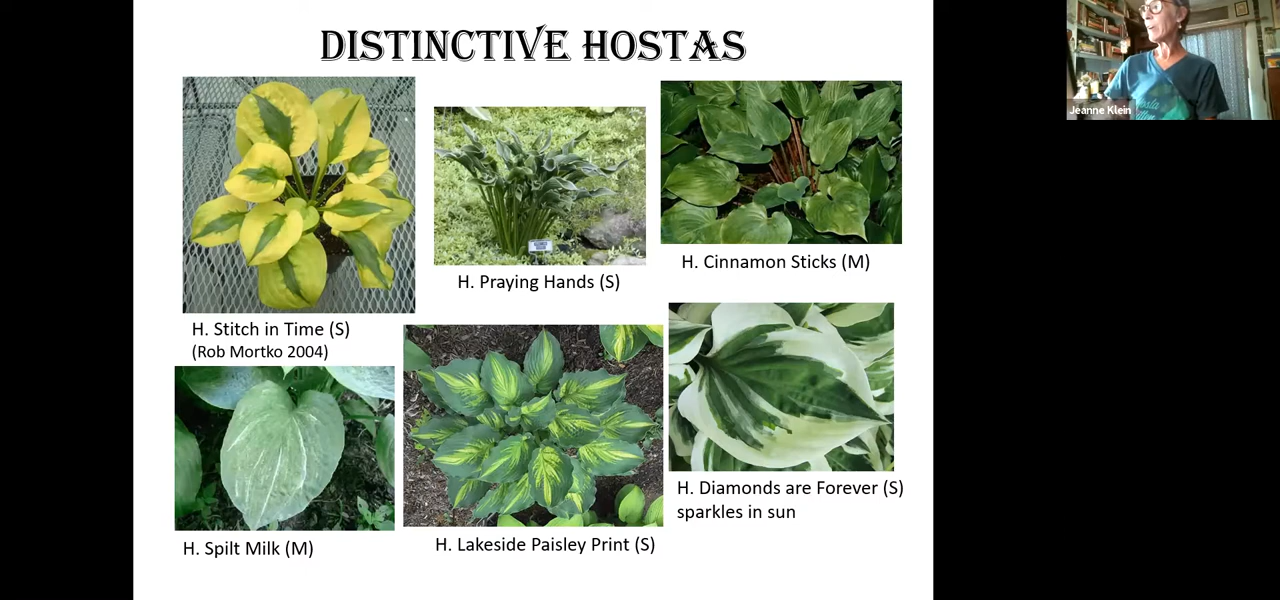 DISTINCTIVE HOSTAS
Jeanne Klein
H. Stitch in Time (S)
(Rob Mortko 2004)
H. Praying Hands (S)
H. Cinnamon Sticks (M)
H. Spilt Milk (M)
H. Lakeside Paisley Print (S)
H. Diamonds are Forever (S)
sparkles in sun